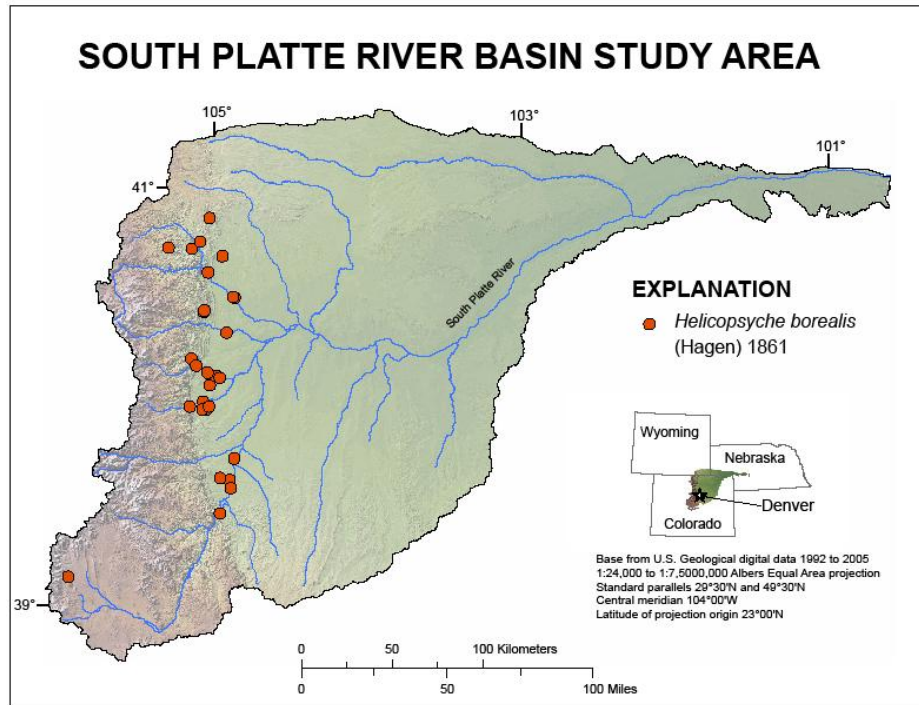 SOUTH PLATTE RIVER BASIN STUDY AREA
105°
103°
101°
41°
South Platte River
EXPLANATION
Helicopsyche borealis
(Hagen) 1861
Wyoming
Nebraska
Denver
Colorado
Base from U.S. Geological digital data 1992 to 2005
1:24,000 to 1:7,5000,000 Albers Equal Area projection
Standard parallels 29°30'N and 49°30'N
Central meridian 104°00'W
Latitude of projection origin 23°00'N
39°
0 50 100 Kilometers
0 50 100 Miles